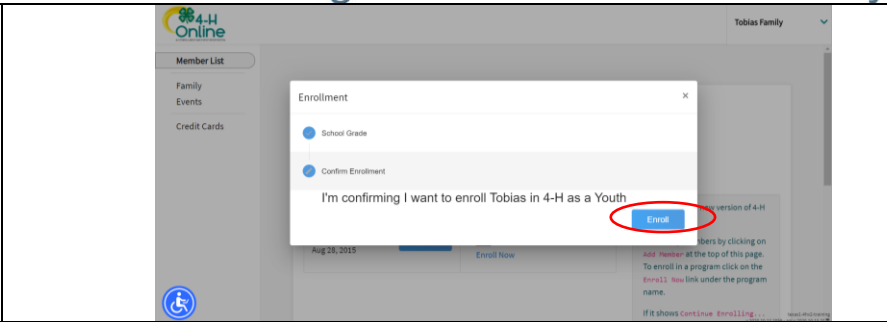 4-H
Online
Tobias Family
Member List
Family
Events
Credit Cards
Enrollment
×
School Grade
Confirm Enrollment
I'm confirming I want to enroll Tobias in 4-H as a Youth
Enroll
new version of 4-H
Aug 28, 2015
Enroll Now
by clicking on
Add Member at the top of this page.
To enroll in a program click on the
Enroll Now link under the program
name.
If it shows Continue Enrolling...